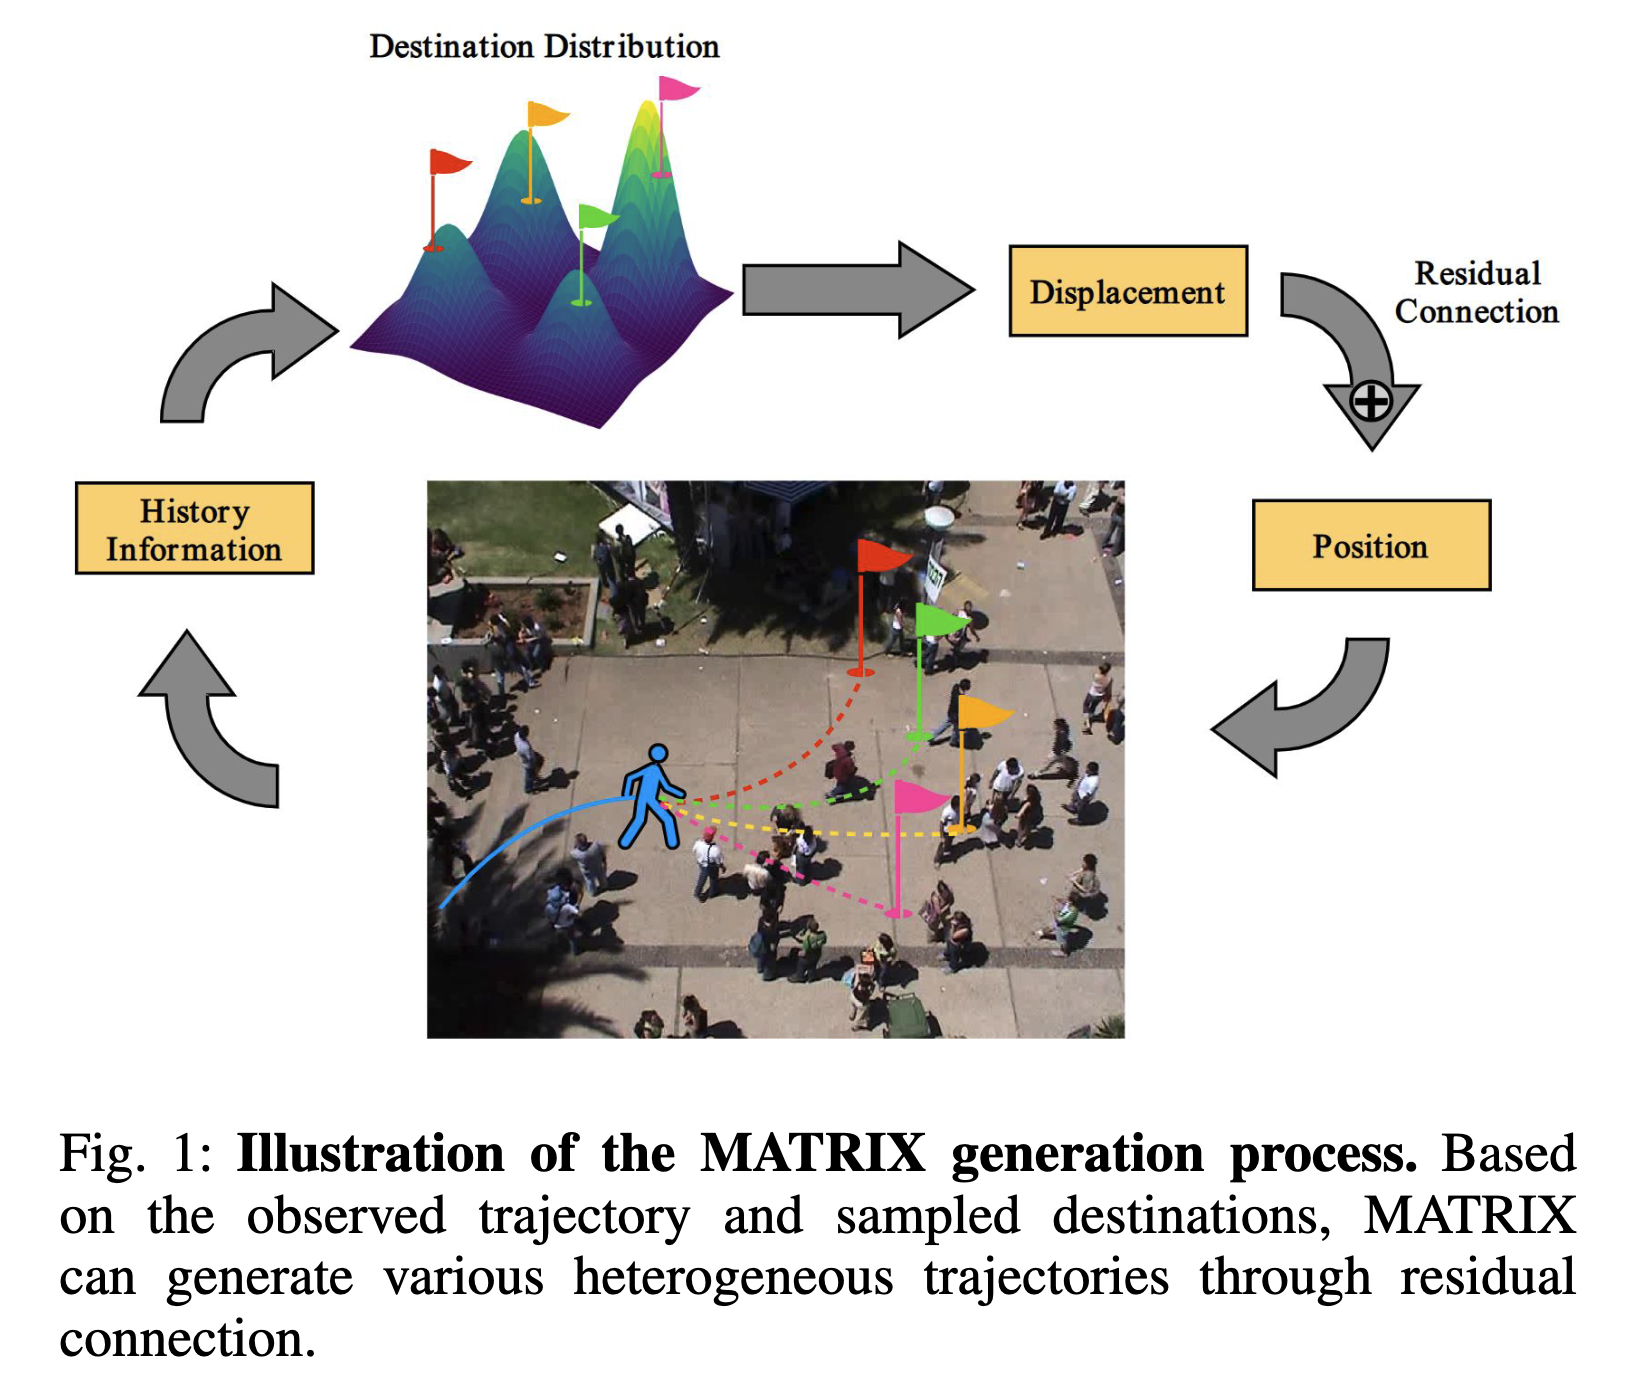 Destination Distribution
Displacement
Residual
Connection
History
Information
Position
Fig. 1: Illustration of the MATRIX generation process. Based
on the observed trajectory and sampled destinations, MATRIX
can generate various heterogeneous trajectories through residual
connection.